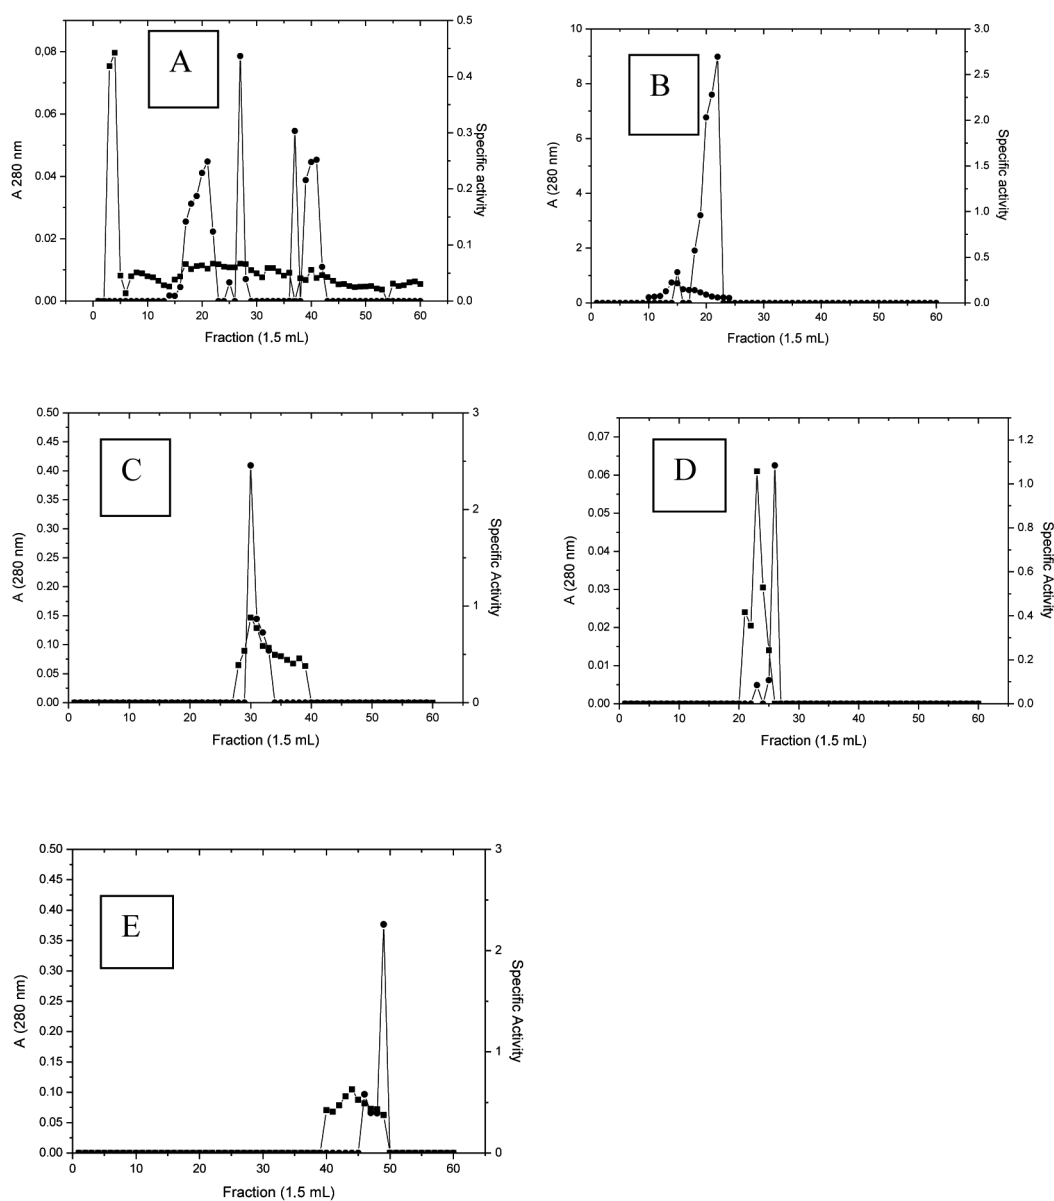 A
0,08
0.06
0.04
0.02
0.00
A 280 nm
0.5
0.4
0.3
0.2
0.1
0.0
Specific activity
0 10 20 30 40 50 60
Fraction (1.5 mL)
B
10
8
6
4
2
0
A (280 nm)
3.0
2.5
2.0
1.5
1.0
0.5
0.0
Specific activity
0 10 20 30 40 50 60
Fraction (1.5 mL)
C
0.50
0.45
0.40
0.35
0.30
0.25
0.20
0.15
0.10
0.05
0.00
A (280 nm)
3
2
1
0
Specific Activity
0 10 20 30 40 50 60
Fraction (1.5 mL)
D
0.07
0.06
0.05
0.04
0.03
0.02
0.01
0.00
A (280 nm)
1.2
1.0
0.8
0.6
0.4
0.2
0.0
Specific Activity
0 10 20 30 40 50 60
Fraction (1.5 mL)
E
0.50
0.45
0.40
0.35
0.30
0.25
0.20
0.15
0.10
0.05
0.00
A (280 nm)
3
2
1
0
Specific Activity
0 10 20 30 40 50 60
Fraction (1.5 mL)